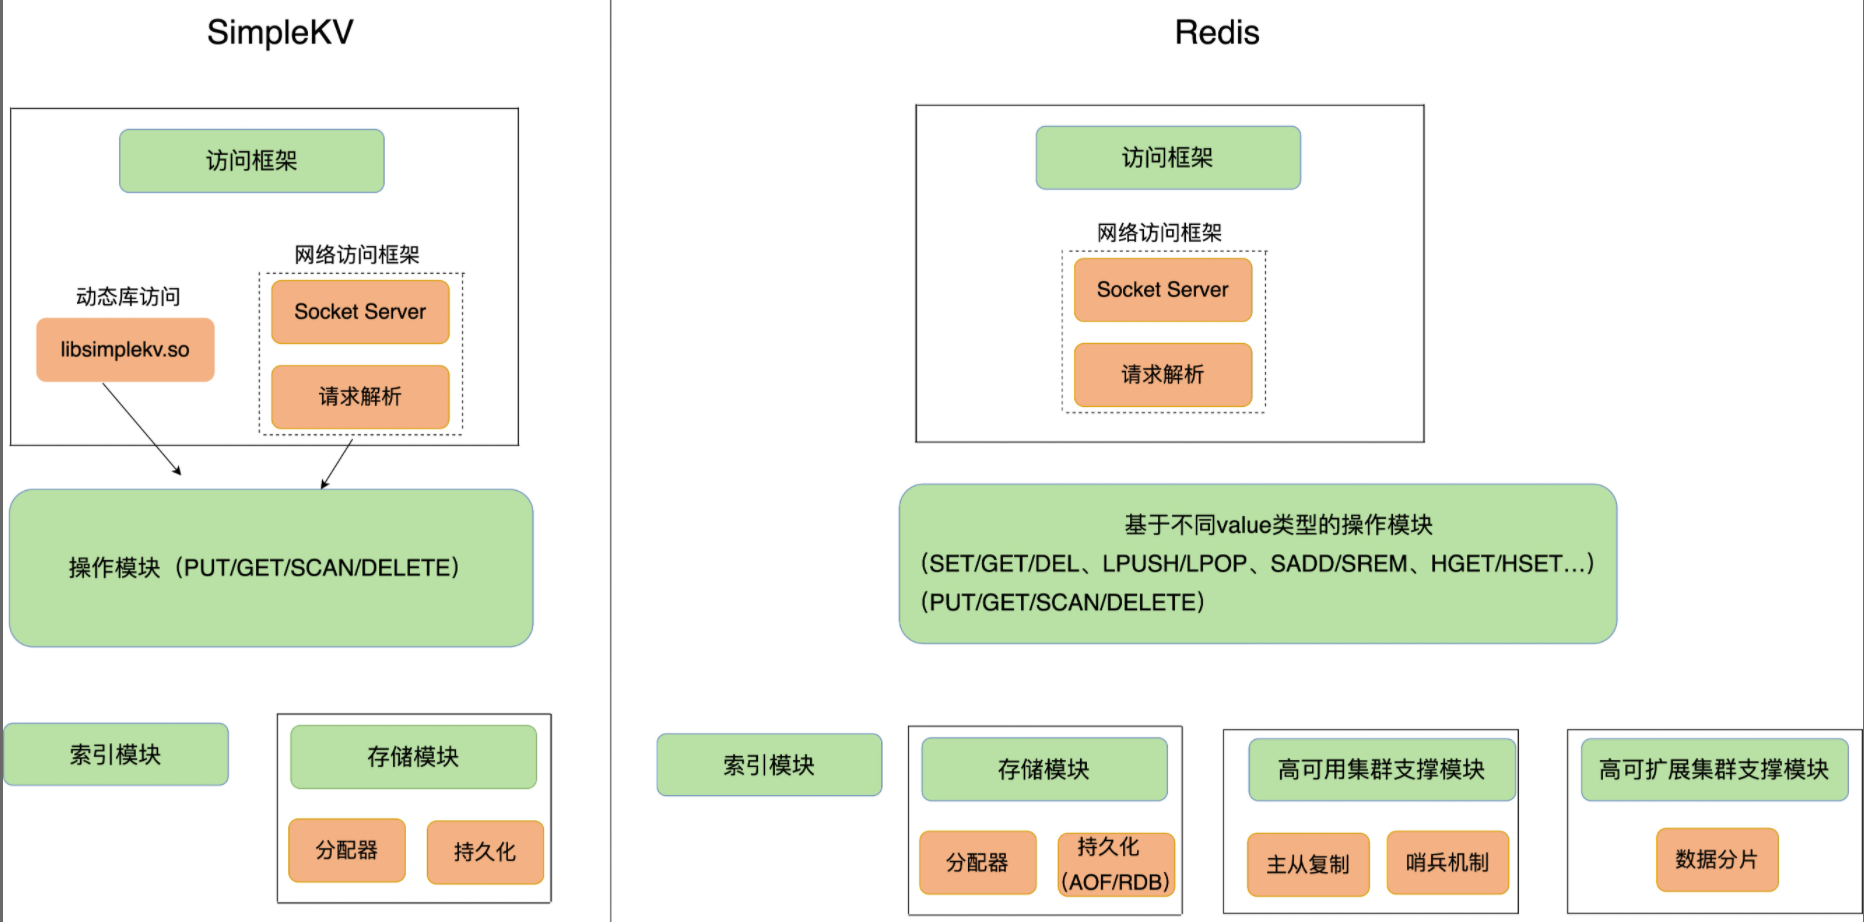 SimpleKV
访问框架
网络访问框架
动态库访问
Socket Server
libsimplekv.so
请求解析
操作模块（PUT/GET/SCAN/DELETE）
索引模块
存储模块
分配器
持久化
Redis
访问框架
网络访问框架
Socket Server
请求解析
基于不同value类型的操作模块
（SET/GET/DEL、LPUSH/LPOP、SADD/SREM、HGET/HSET...）
（PUT/GET/SCAN/DELETE）
索引模块
存储模块
分配器
持久化
（AOF/RDB）
高可用集群支撑模块
主从复制
哨兵机制
高可扩展集群支撑模块
数据分片